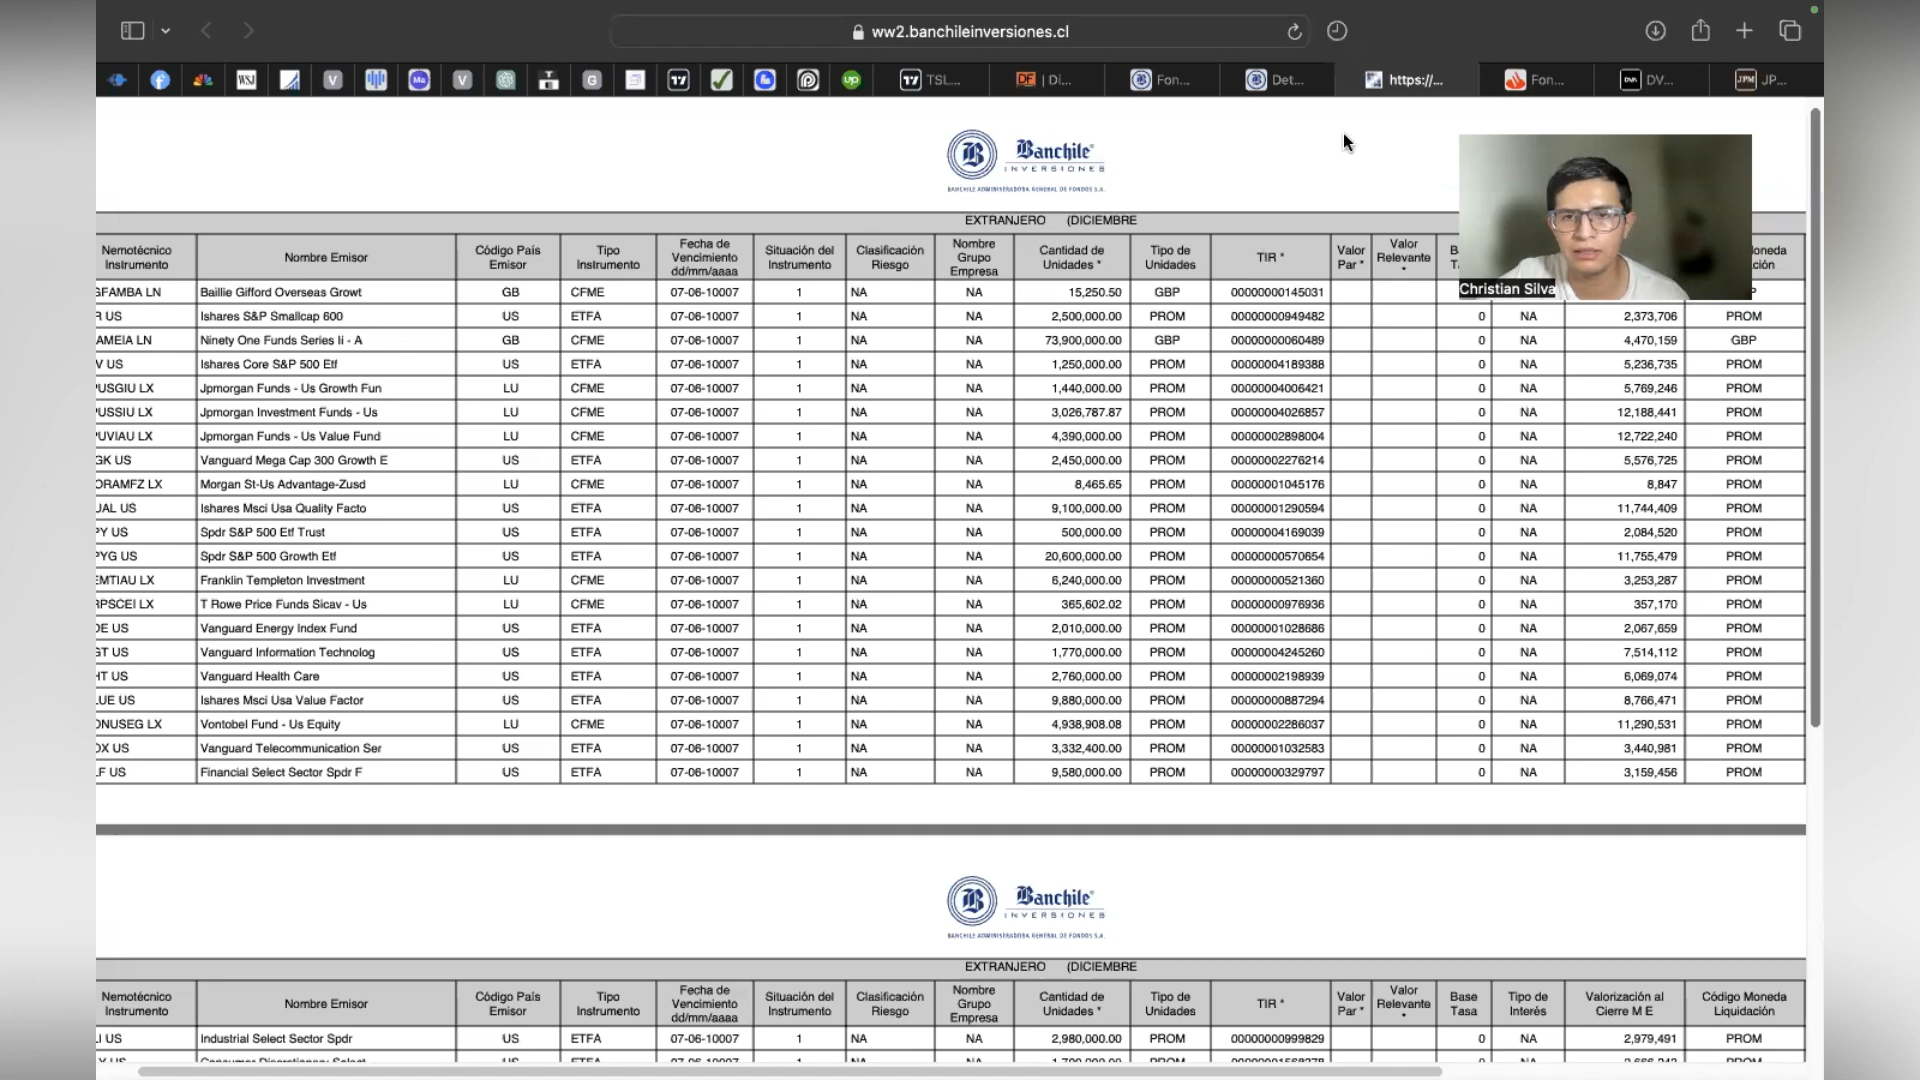 ww2.banchileinversiones.cl
WSJ V Ma V G TSL... DF | Di... Fon... Det... https://... Fon... DVA DV... JPM JP...
Banchile
INVERSIONES
BANCHILE ADMINISTRADORA GENERAL DE FONDOS S.A.
EXTRANJERO (DICIEMBRE
Nemotécnico Instrumento Nombre Emisor Código País Emisor Tipo Instrumento Fecha de Vencimiento dd/mm/aaaa Situación del Instrumento Clasificación Riesgo Nombre Grupo Empresa Cantidad de Unidades * Tipo de Unidades TIR * Valor Par * Valor Relevante *
Christian Silva
GFAMBA LN Baillie Gifford Overseas Growt GB CFME 07-06-10007 1 NA NA 15,250.50 GBP 00000000145031
R US Ishares S&P Smallcap 600 US ETFA 07-06-10007 1 NA NA 2,500,000.00 PROM 00000000949482 0 NA 2,373,706 PROM
AMEIA LN Ninety One Funds Series Ii - A GB CFME 07-06-10007 1 NA NA 73,900,000.00 GBP 00000000060489 0 NA 4,470,159 GBP
V US Ishares Core S&P 500 Etf US ETFA 07-06-10007 1 NA NA 1,250,000.00 PROM 00000004189388 0 NA 5,236,735 PROM
PUSGIU LX Jpmorgan Funds - Us Growth Fun LU CFME 07-06-10007 1 NA NA 1,440,000.00 PROM 00000004006421 0 NA 5,769,246 PROM
PUSSIU LX Jpmorgan Investment Funds - Us LU CFME 07-06-10007 1 NA NA 3,026,787.87 PROM 00000004026857 0 NA 12,188,441 PROM
PUVIAU LX Jpmorgan Funds - Us Value Fund LU CFME 07-06-10007 1 NA NA 4,390,000.00 PROM 00000002898004 0 NA 12,722,240 PROM
GK US Vanguard Mega Cap 300 Growth E US ETFA 07-06-10007 1 NA NA 2,450,000.00 PROM 00000002276214 0 NA 5,576,725 PROM
ORAMFZ LX Morgan St-Us Advantage-Zusd LU CFME 07-06-10007 1 NA NA 8,465.65 PROM 00000001045176 0 NA 8,847 PROM
UAL US Ishares Msci Usa Quality Facto US ETFA 07-06-10007 1 NA NA 9,100,000.00 PROM 00000001290594 0 NA 11,744,409 PROM
PY US Spdr S&P 500 Etf Trust US ETFA 07-06-10007 1 NA NA 500,000.00 PROM 00000004169039 0 NA 2,084,520 PROM
PYG US Spdr S&P 500 Growth Etf US ETFA 07-06-10007 1 NA NA 20,600,000.00 PROM 00000000570654 0 NA 11,755,479 PROM
EMTIAU LX Franklin Templeton Investment LU CFME 07-06-10007 1 NA NA 6,240,000.00 PROM 00000000521360 0 NA 3,253,287 PROM
RPSCEI LX T Rowe Price Funds Sicav - Us LU CFME 07-06-10007 1 NA NA 365,602.02 PROM 00000000976936 0 NA 357,170 PROM
DE US Vanguard Energy Index Fund US ETFA 07-06-10007 1 NA NA 2,010,000.00 PROM 00000001028686 0 NA 2,067,659 PROM
GT US Vanguard Information Technolog US ETFA 07-06-10007 1 NA NA 1,770,000.00 PROM 00000004245260 0 NA 7,514,112 PROM
HT US Vanguard Health Care US ETFA 07-06-10007 1 NA NA 2,760,000.00 PROM 00000002198939 0 NA 6,069,074 PROM
LUE US Ishares Msci Usa Value Factor US ETFA 07-06-10007 1 NA NA 9,880,000.00 PROM 00000000887294 0 NA 8,766,471 PROM
ONUSEG LX Vontobel Fund - Us Equity LU CFME 07-06-10007 1 NA NA 4,938,908.08 PROM 00000002286037 0 NA 11,290,531 PROM
OX US Vanguard Telecommunication Ser US ETFA 07-06-10007 1 NA NA 3,332,400.00 PROM 00000001032583 0 NA 3,440,981 PROM
LF US Financial Select Sector Spdr F US ETFA 07-06-10007 1 NA NA 9,580,000.00 PROM 00000000329797 0 NA 3,159,456 PROM
Banchile
INVERSIONES
BANCHILE ADMINISTRADORA GENERAL DE FONDOS S.A.
EXTRANJERO (DICIEMBRE
Nemotécnico Instrumento Nombre Emisor Código País Emisor Tipo Instrumento Fecha de Vencimiento dd/mm/aaaa Situación del Instrumento Clasificación Riesgo Nombre Grupo Empresa Cantidad de Unidades * Tipo de Unidades TIR * Valor Par * Valor Relevante * Base Tasa Tipo de Interés Valorización al Cierre M E Código Moneda Liquidación
LI US Industrial Select Sector Spdr US ETFA 07-06-10007 1 NA NA 2,980,000.00 PROM 00000000999829 0 NA 2,979,491 PROM